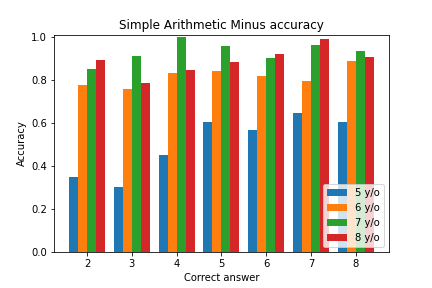 Simple Arithmetic Minus accuracy
1.0
0.8
0.6
0.4
0.2
0.0
Accuracy
2 3 4 5 6 7 8
Correct answer
5 y/o
6 y/o
7 y/o
8 y/o